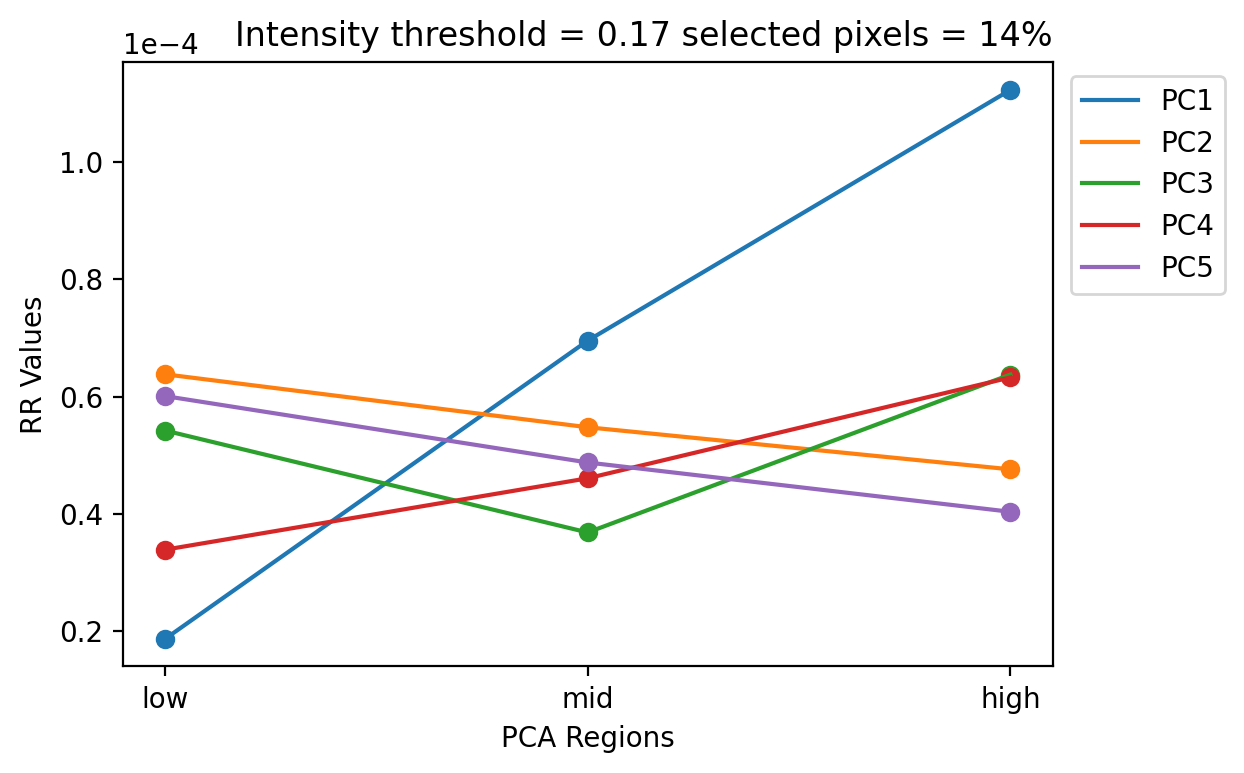 Intensity threshold = 0.17 selected pixels = 14%
1e−4
1.0
0.8
0.6
0.4
0.2
RR Values
low
mid
high
PCA Regions
PC1
PC2
PC3
PC4
PC5